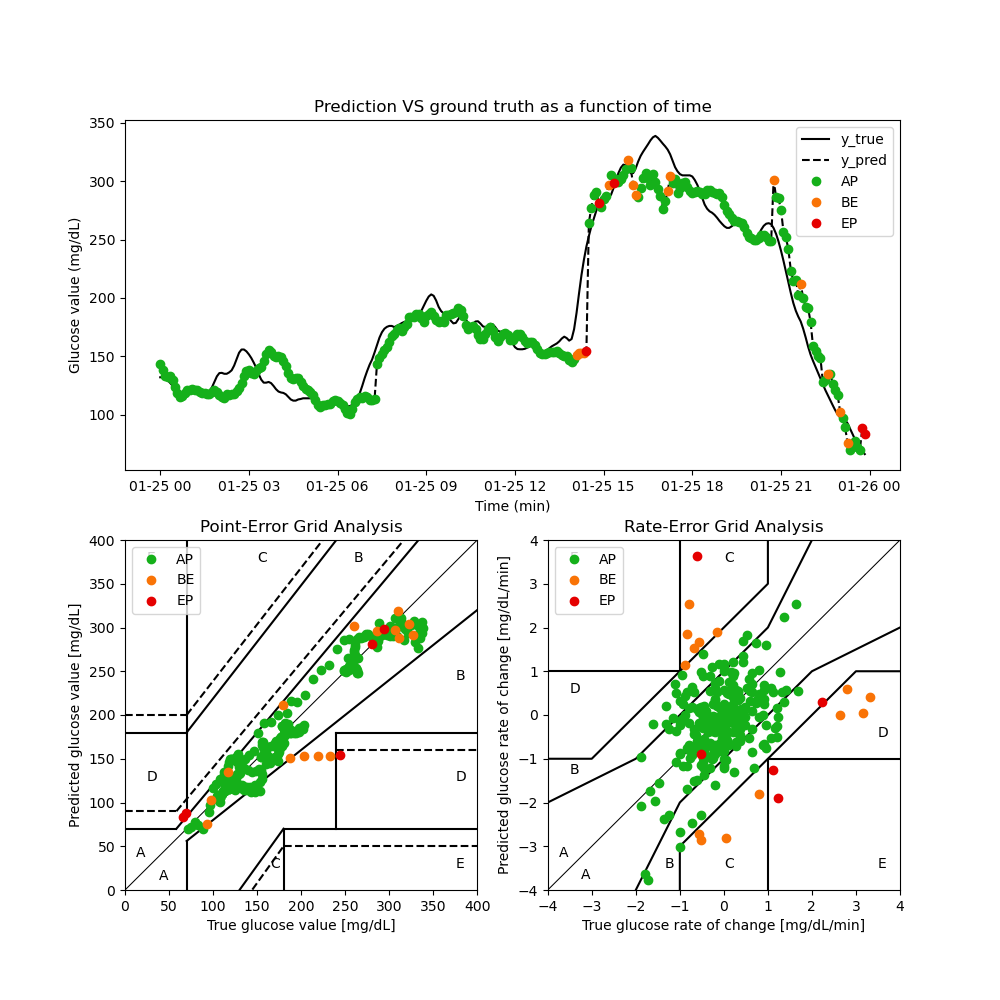 Prediction VS ground truth as a function of time
350
300
250
200
150
100
Glucose value (mg/dL)
y_true
y_pred
AP
BE
EP
01-25 00 01-25 03 01-25 06 01-25 09 01-25 12 01-25 15 01-25 18 01-25 21 01-26 00
Time (min)
Point-Error Grid Analysis
400
350
300
250
200
150
100
50
0
Predicted glucose value [mg/dL]
AP
BE
EP
C
B
B
D
D
A
A
C
E
0 50 100 150 200 250 300 350 400
True glucose value [mg/dL]
Rate-Error Grid Analysis
4
3
2
1
0
−1
−2
−3
−4
Predicted glucose rate of change [mg/dL/min]
AP
BE
EP
C
D
D
B
A
A
B
C
E
−4 −3 −2 −1 0 1 2 3 4
True glucose rate of change [mg/dL/min]